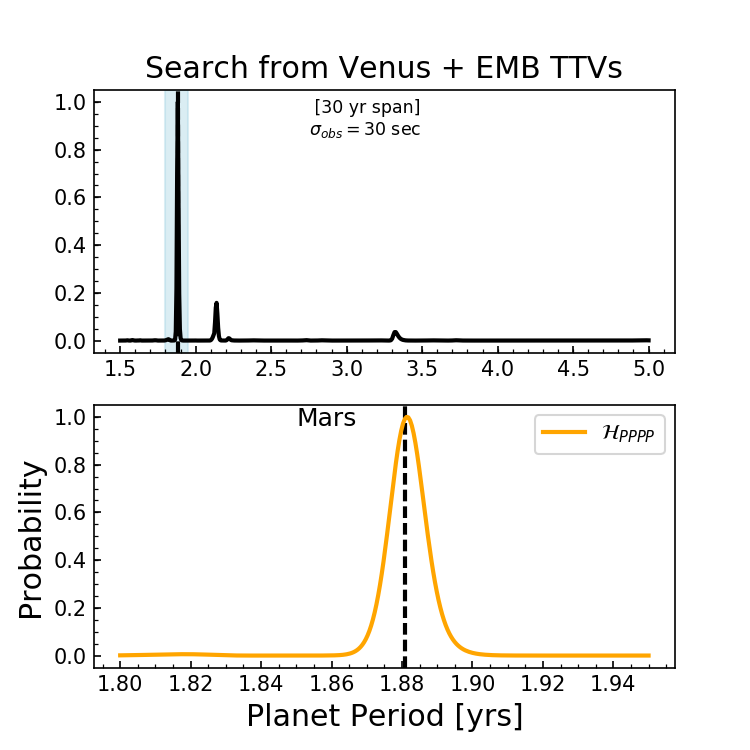 Search from Venus + EMB TTVs
[30 yr span]
σobs = 30 sec
1.0
0.8
0.6
0.4
0.2
0.0
1.5 2.0 2.5 3.0 3.5 4.0 4.5 5.0
Mars
ℋPPPP
1.0
0.8
0.6
0.4
0.2
0.0
Probability
1.80 1.82 1.84 1.86 1.88 1.90 1.92 1.94
Planet Period [yrs]